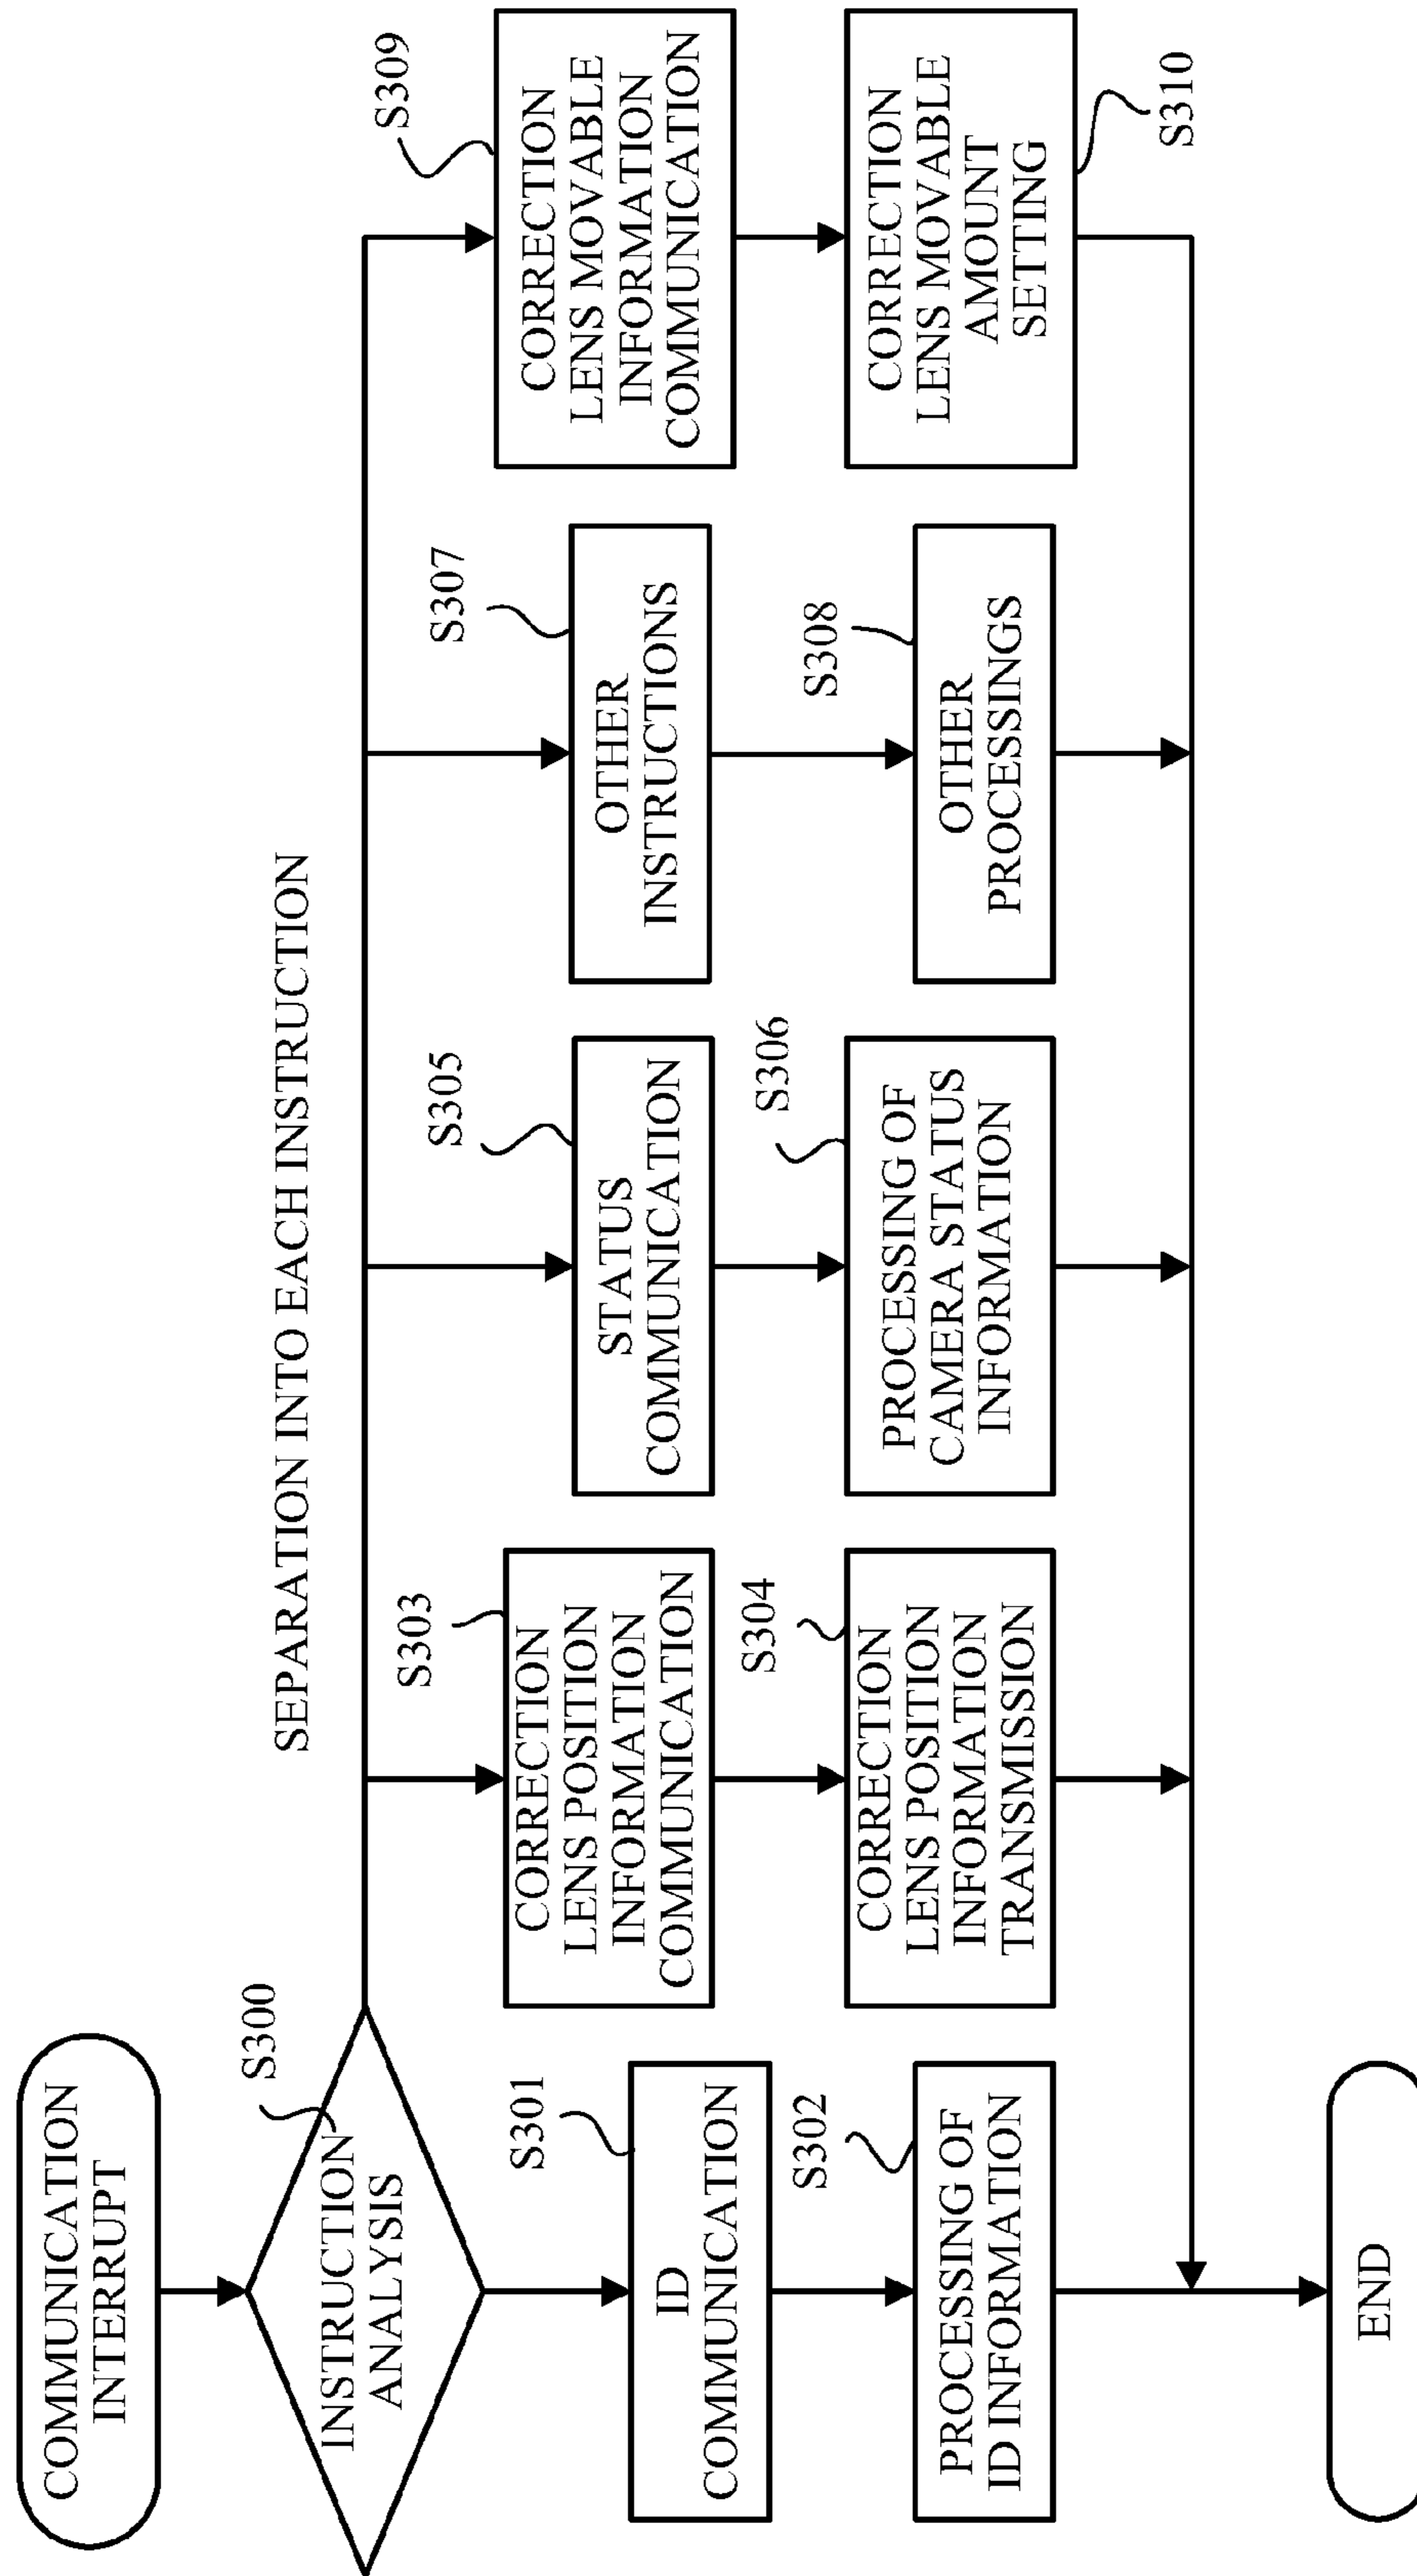 COMMUNICATION
INTERRUPT
S300
INSTRUCTION
ANALYSIS
SEPARATION INTO EACH INSTRUCTION
S301
ID
COMMUNICATION
S302
PROCESSING OF
ID INFORMATION
S303
CORRECTION
LENS POSITION
INFORMATION
COMMUNICATION
S304
CORRECTION
LENS POSITION
INFORMATION
TRANSMISSION
S305
STATUS
COMMUNICATION
S306
PROCESSING OF
CAMERA STATUS
INFORMATION
S307
OTHER
INSTRUCTIONS
S308
OTHER
PROCESSINGS
S309
CORRECTION
LENS MOVABLE
INFORMATION
COMMUNICATION
CORRECTION
LENS MOVABLE
AMOUNT
SETTING
S310
END